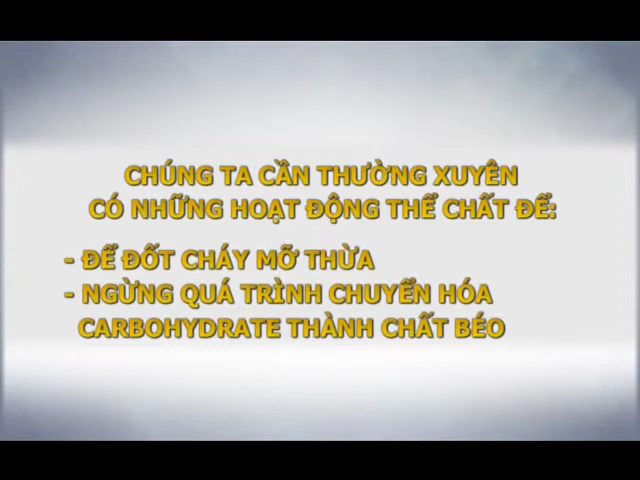 CHÚNG TA CẦN THƯỜNG XUYÊN
CÓ NHỮNG HOẠT ĐỘNG THỂ CHẤT ĐỂ:
- ĐỂ ĐỐT CHÁY MỠ THỪA
- NGỪNG QUÁ TRÌNH CHUYỂN HÓA
CARBOHYDRATE THÀNH CHẤT BÉO